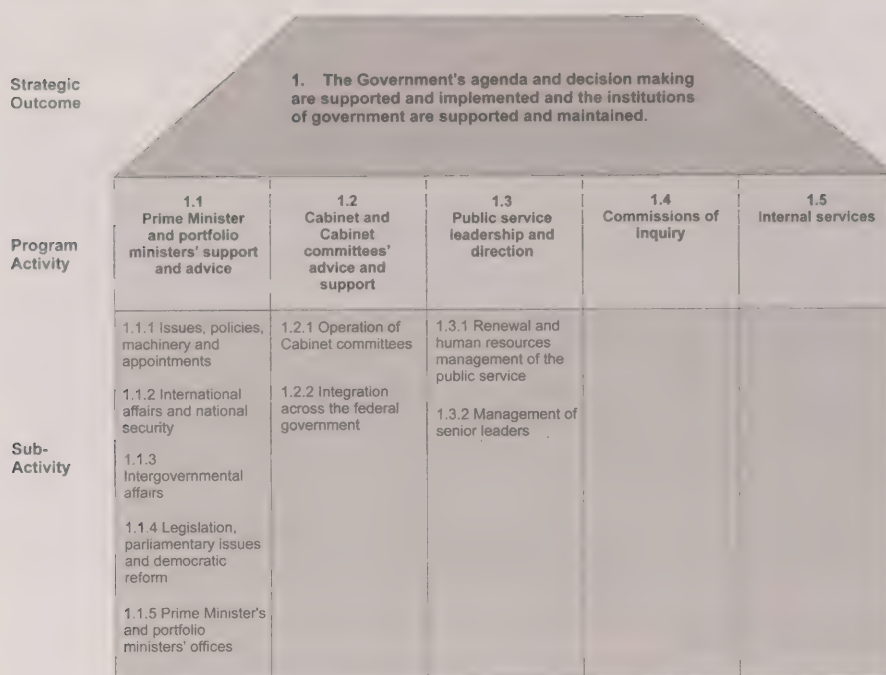 Strategic
Outcome
1. The Government's agenda and decision making
are supported and implemented and the institutions
of government are supported and maintained.
Program
Activity
1.1
Prime Minister
and portfolio
ministers' support
and advice
1.2
Cabinet and
Cabinet
committees'
advice and
support
1.3
Public service
leadership and
direction
1.4
Commissions of
inquiry
1.5
Internal services
Sub-
Activity
1.1.1 Issues, policies,
machinery and
appointments
1.1.2 International
affairs and national
security
1.1.3
Intergovernmental
affairs
1.1.4 Legislation,
parliamentary issues
and democratic
reform
1.1.5 Prime Minister's
and portfolio
ministers' offices
1.2.1 Operation of
Cabinet committees
1.2.2 Integration
across the federal
government
1.3.1 Renewal and
human resources
management of the
public service
1.3.2 Management of
senior leaders